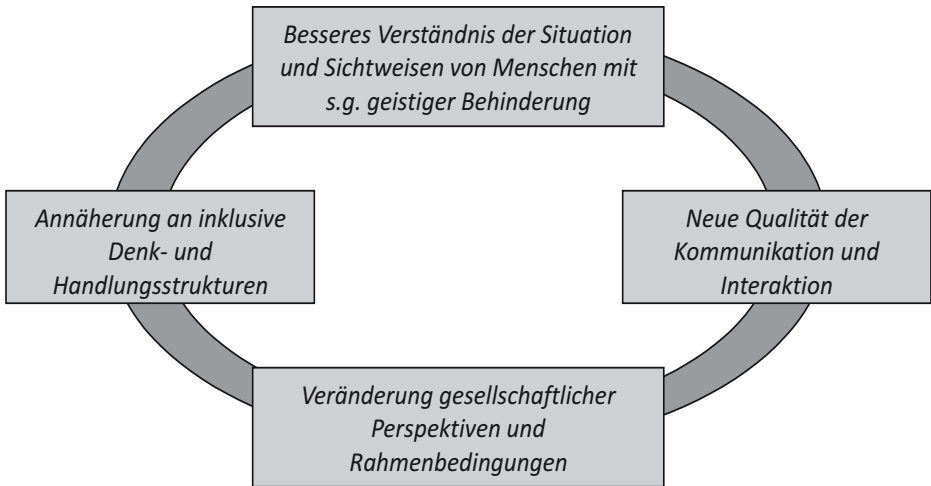 Besseres Verständnis der Situation
und Sichtweisen von Menschen mit
s.g. geistiger Behinderung
Annäherung an inklusive
Denk- und
Handlungsstrukturen
Neue Qualität der
Kommunikation und
Interaktion
Veränderung gesellschaftlicher
Perspektiven und
Rahmenbedingungen